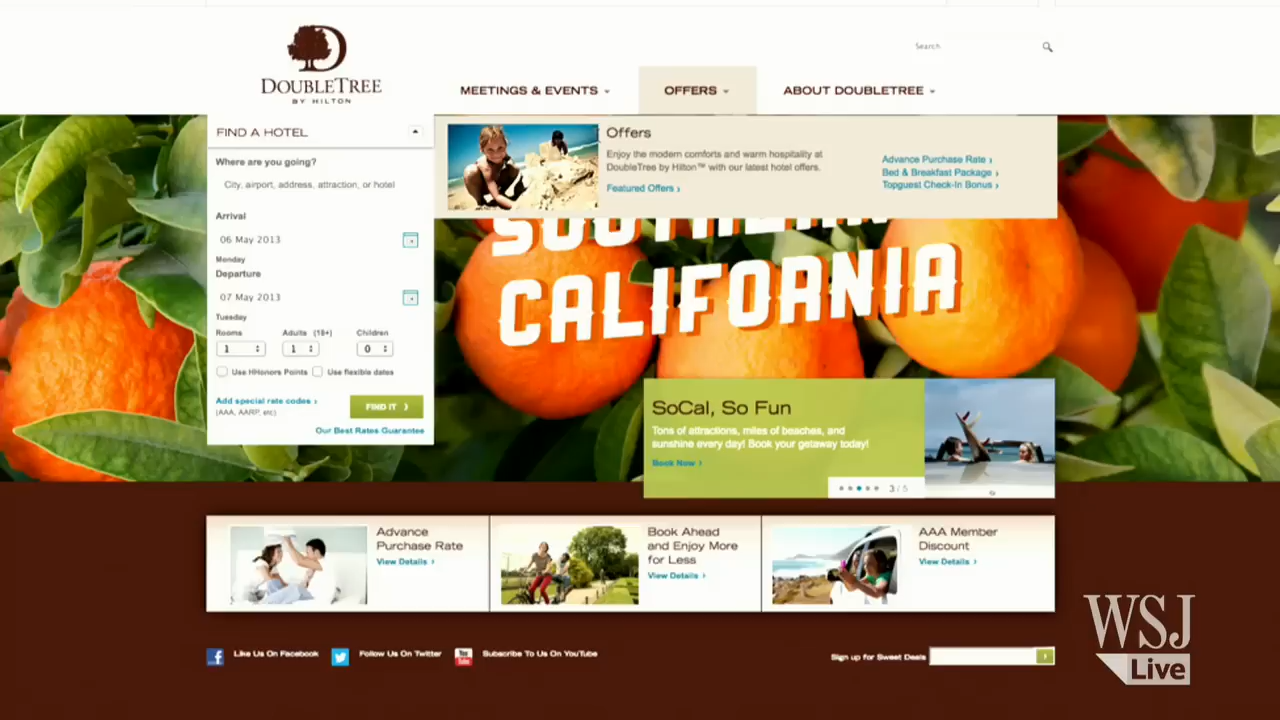 DOUBLETREE
BY HILTON
Search
MEETINGS & EVENTS
OFFERS
ABOUT DOUBLETREE
FIND A HOTEL
Where are you going?
City, airport, address, attraction, or hotel
Arrival
06 May 2013
Monday
Departure
07 May 2013
Tuesday
Rooms
Adults (18+)
Children
1
1
0
Use HHonors Points
Use flexible dates
Add special rate codes ›
(AAA, AARP, etc)
FIND IT ›
Our Best Rates Guarantee
Offers
Enjoy the modern comforts and warm hospitality at
DoubleTree by Hilton™ with our latest hotel offers.
Featured Offers ›
Advance Purchase Rate ›
Bed & Breakfast Package ›
Topguest Check-In Bonus ›
SOUTHERN
CALIFORNIA
SoCal, So Fun
Tons of attractions, miles of beaches, and
sunshine every day! Book your getaway today!
Book Now ›
3 / 5
Advance
Purchase Rate
View Details ›
Book Ahead
and Enjoy More
for Less
View Details ›
AAA Member
Discount
View Details ›
Like Us On Facebook
Follow Us On Twitter
You
Tube
Subscribe To Us On YouTube
Sign up for Sweet Deals
WSJ
Live